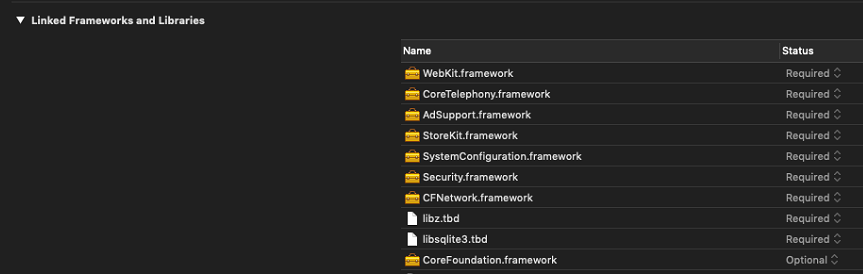 Linked Frameworks and Libraries
Name Status
WebKit.framework Required
CoreTelephony.framework Required
AdSupport.framework Required
StoreKit.framework Required
SystemConfiguration.framework Required
Security.framework Required
CFNetwork.framework Required
libz.tbd Required
libsqlite3.tbd Required
CoreFoundation.framework Optional